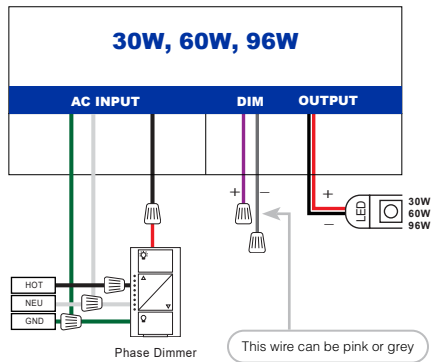 30W, 60W, 96W
AC INPUT
DIM
OUTPUT
+
−
+
−
LED
30W
60W
96W
HOT
NEU
GND
Phase Dimmer
This wire can be pink or grey